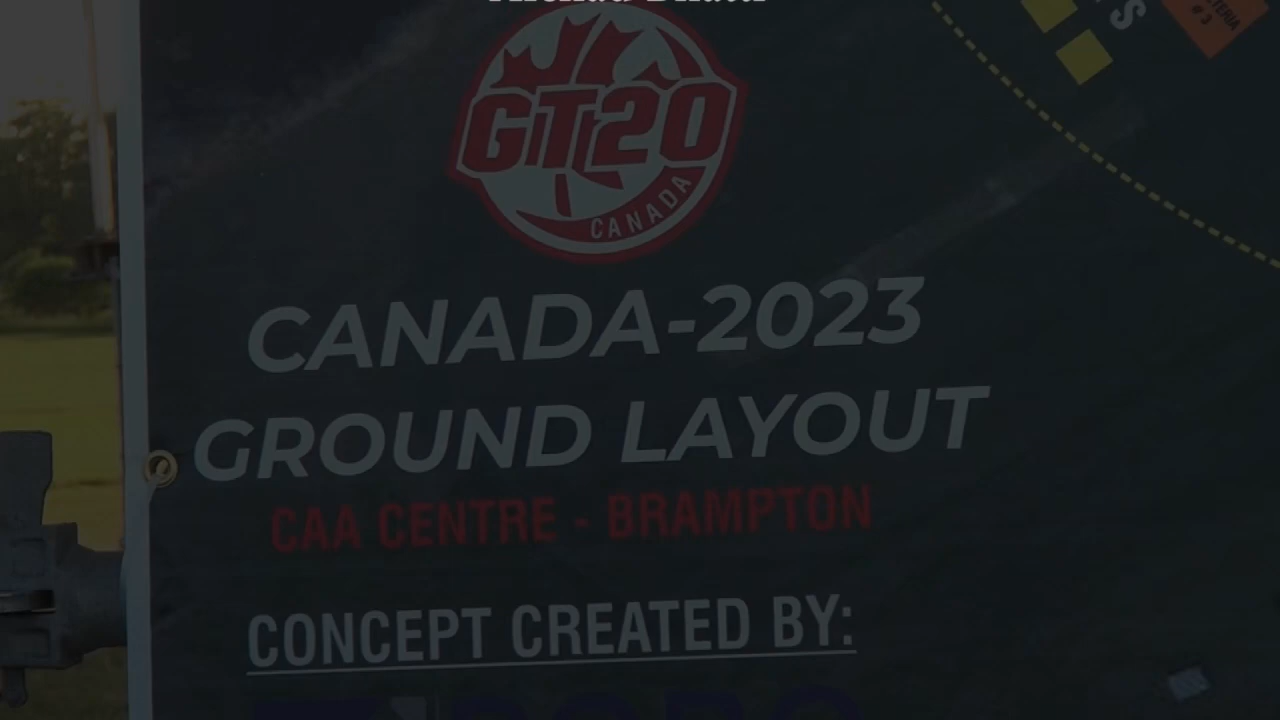 GT20
CANADA
CANADA-2023
GROUND LAYOUT
CAA CENTRE - BRAMPTON
CONCEPT CREATED BY: